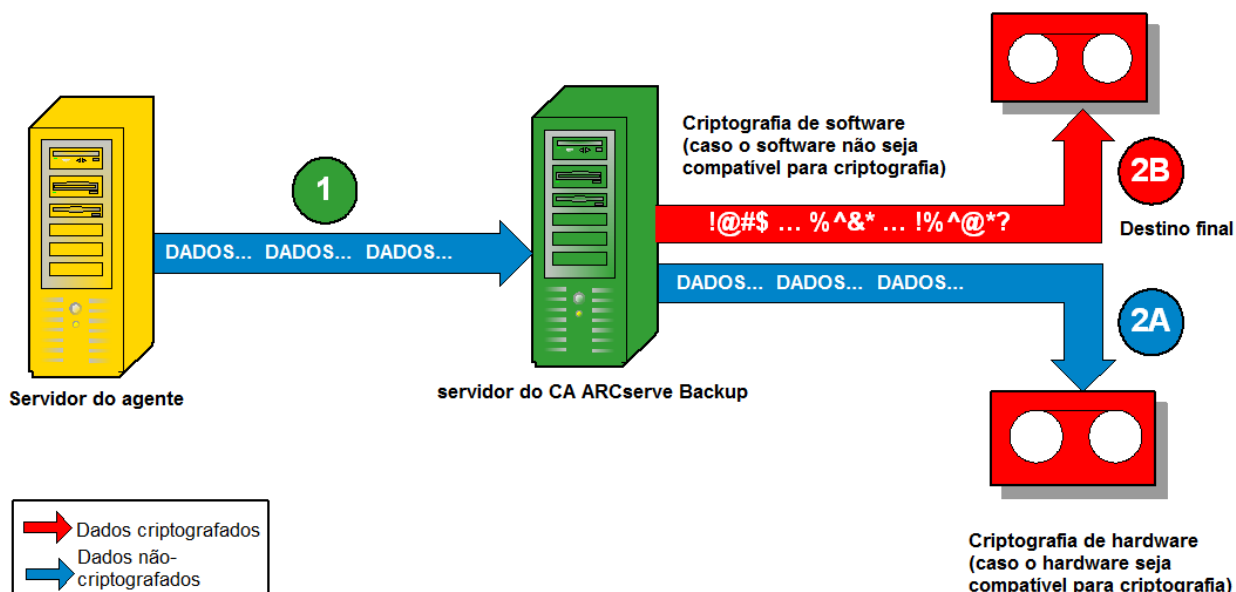 Criptografia de software
(caso o software não seja
compatível para criptografia)
1
2B
!@#$ ... %^&* ... !%^@*?
Destino final
DADOS... DADOS... DADOS...
DADOS... DADOS... DADOS...
2A
Servidor do agente
servidor do CA ARCserve Backup
Dados criptografados
Dados não-
criptografados
Criptografia de hardware
(caso o hardware seja
compatível para criptografia)